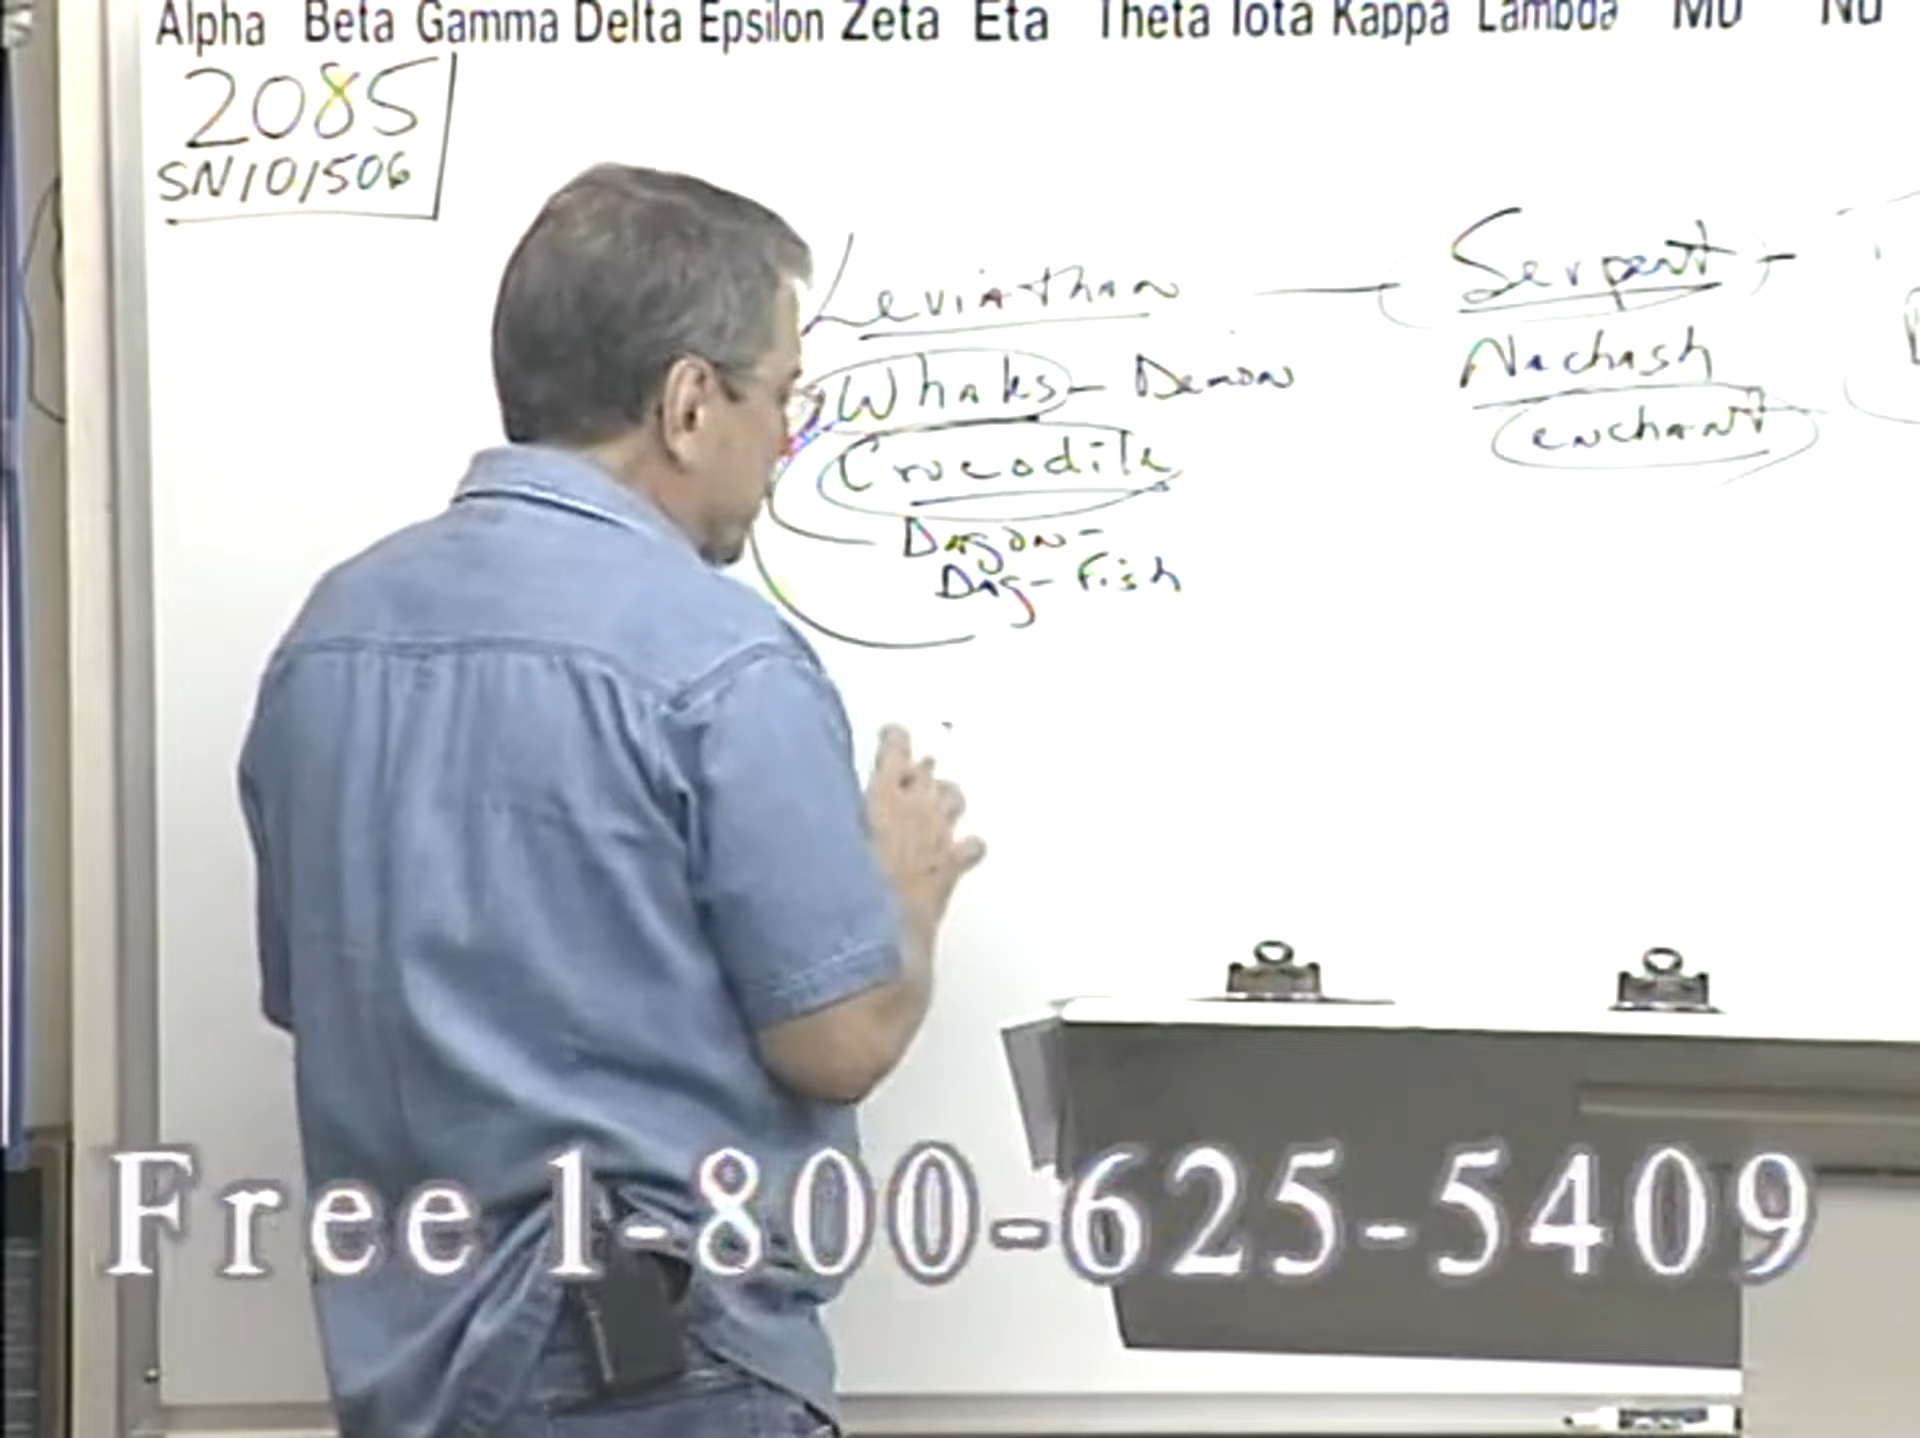 Alpha Beta Gamma Delta Epsilon Zeta Eta Theta Iota Kappa Lambda Mu Nu
2085
SN101506
Leviathan — Serpent -
Whales - Demon
Nachash
Crocodile
enchant
Dagon -
Dag - Fish
Free 1-800-625-5409